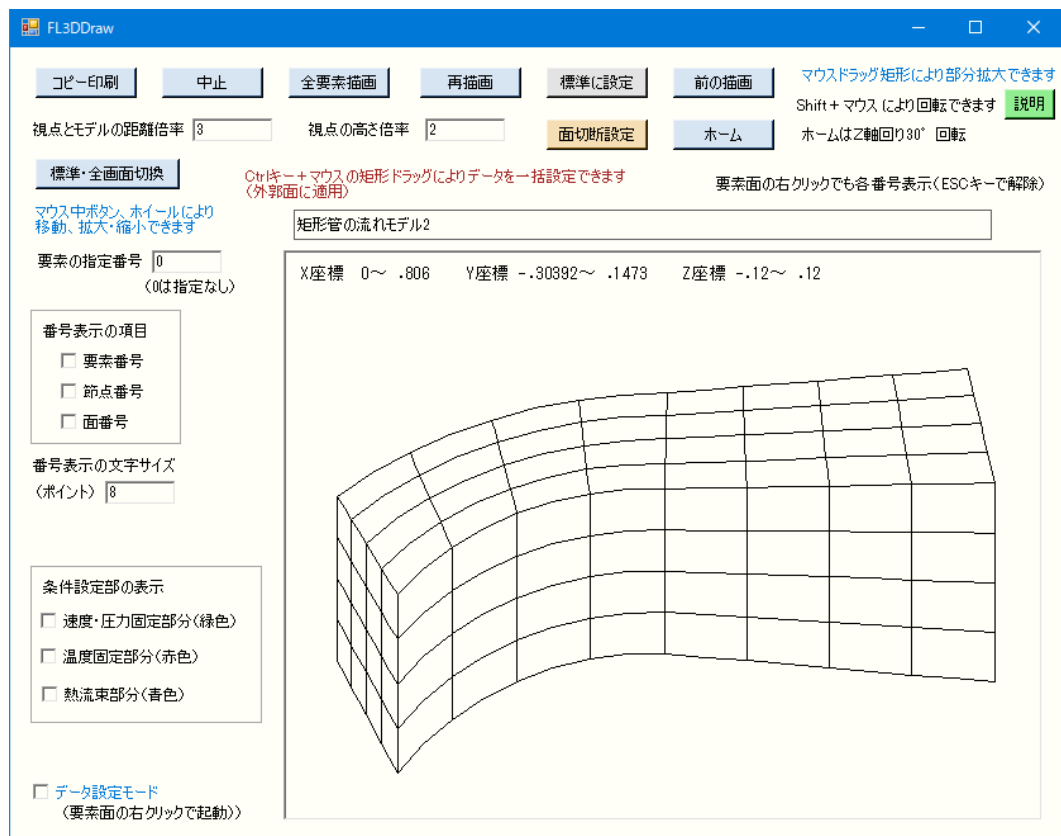 FL3DDraw
コピー印刷
中止
全要素描画
再描画
標準に設定
前の描画
マウスドラッグ矩形により部分拡大できます
Shift+マウス により回転できます
説明
視点とモデルの距離倍率 3
視点の高さ倍率 2
面切断設定
ホーム
ホームはZ軸回り30° 回転
標準・全画面切換
Ctrlキー+マウスの矩形ドラッグによりデータを一括設定できます
(外郭面に適用)
要素面の右クリックでも各番号表示(ESCキーで解除)
マウス中ボタン、ホイールにより
移動、拡大・縮小できます
矩形管の流れモデル2
要素の指定番号 0
(0は指定なし)
X座標 0～ .806 Y座標 -.30392～ .1473 Z座標 -.12～ .12
番号表示の項目
要素番号
節点番号
面番号
番号表示の文字サイズ
(ポイント) 8
条件設定部の表示
速度・圧力固定部分(緑色)
温度固定部分(赤色)
熱流束部分(青色)
データ設定モード
(要素面の右クリックで起動))